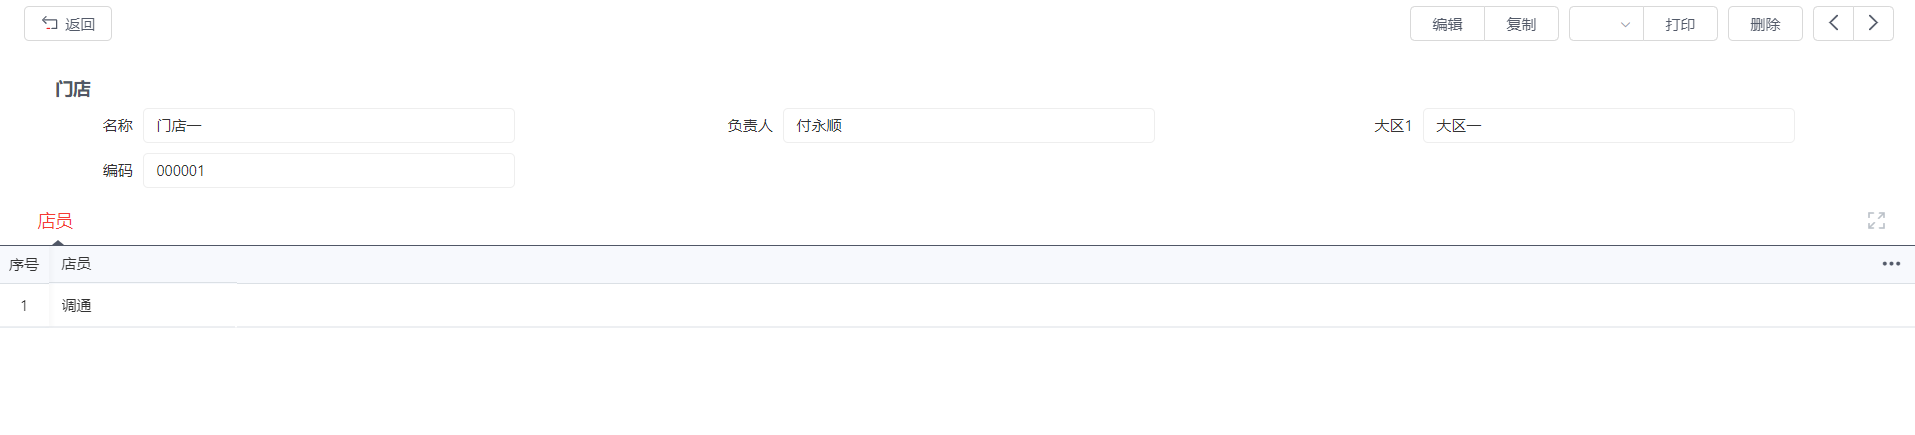 返回 编辑 复制 打印 删除
门店
名称 门店一 负责人 付永顺 大区1 大区一
编码 000001
店员
序号 店员
1 调通